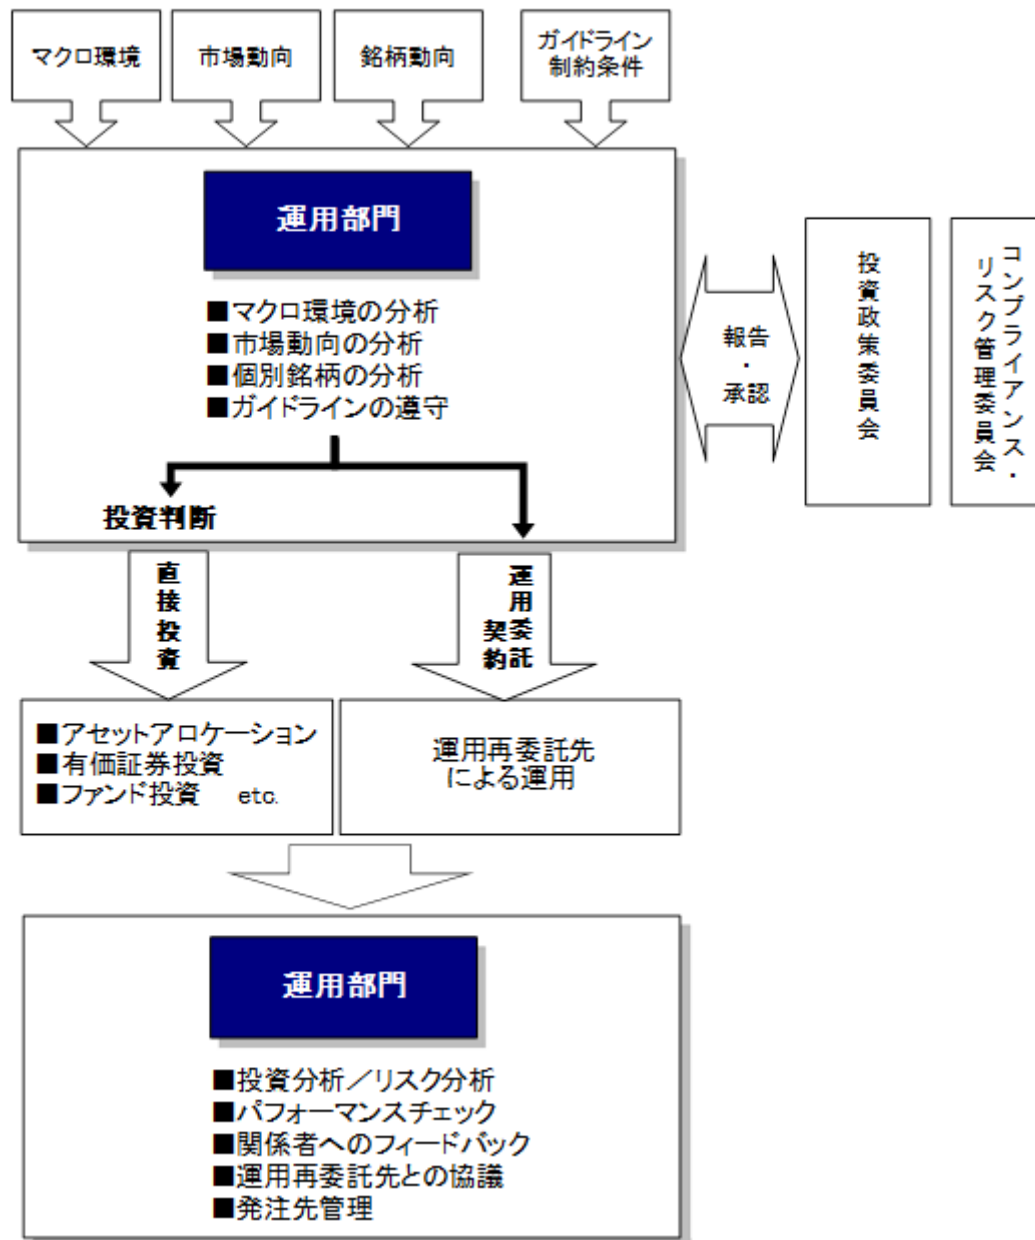 マクロ環境
市場動向
銘柄動向
ガイドライン
制約条件
運用部門
■マクロ環境の分析
■市場動向の分析
■個別銘柄の分析
■ガイドラインの遵守
投資判断
報告
・
承認
投資政策委員会
コンプライアンス・
リスク管理委員会
直接投資
運用委託
契約
■アセットアロケーション
■有価証券投資
■ファンド投資　etc.
運用再委託先
による運用
運用部門
■投資分析／リスク分析
■パフォーマンスチェック
■関係者へのフィードバック
■運用再委託先との協議
■発注先管理